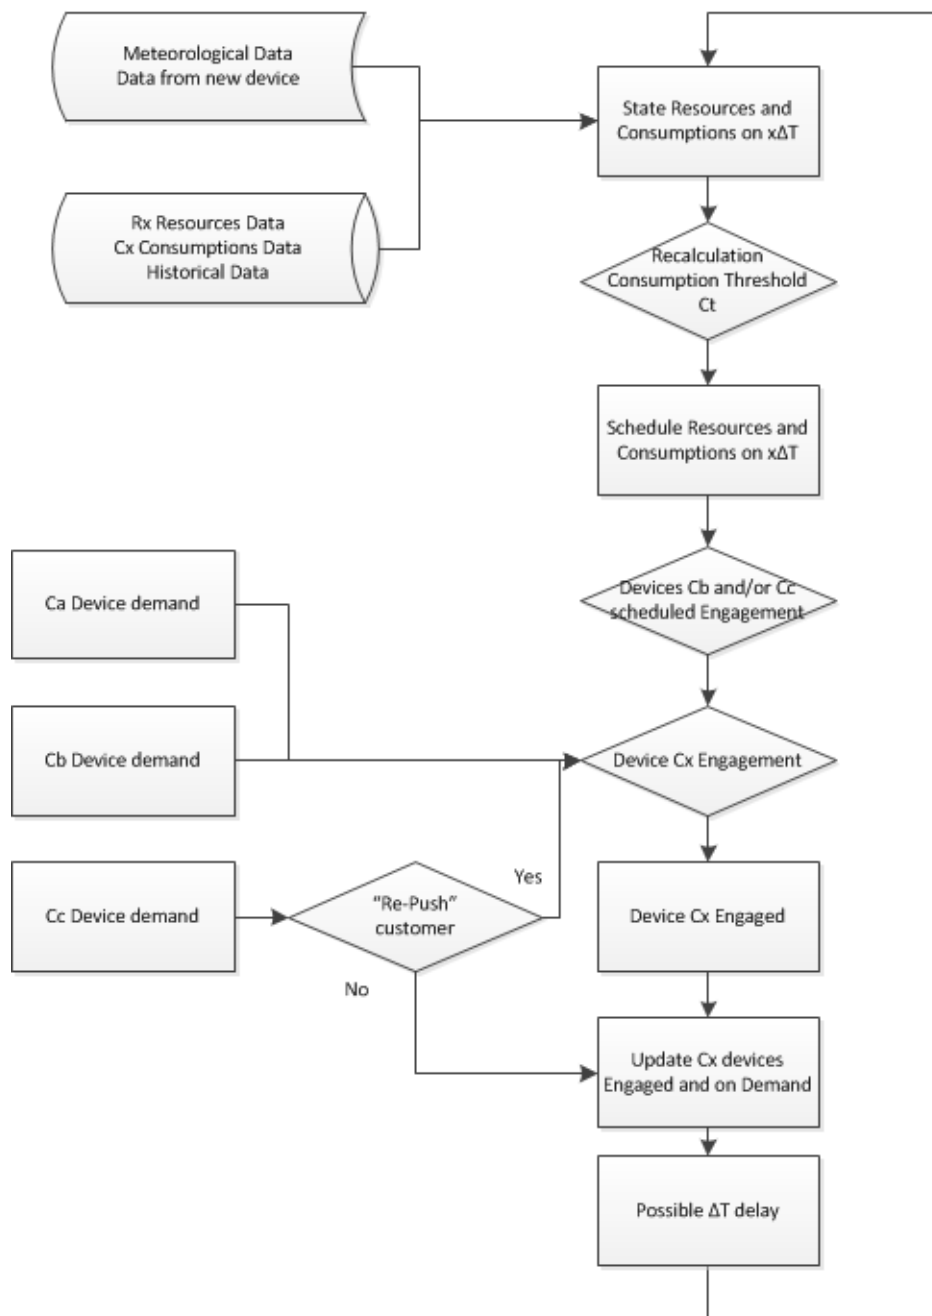 Meteorological Data
Data from new device
State Resources and
Consumptions on xΔT
Rx Resources Data
Cx Consumptions Data
Historical Data
Recalculation
Consumption Threshold
Ct
Schedule Resources and
Consumptions on xΔT
Ca Device demand
Devices Cb and/or Cc
scheduled Engagement
Cb Device demand
Device Cx Engagement
Cc Device demand
"Re-Push"
customer
Yes
No
Device Cx Engaged
Update Cx devices
Engaged and on Demand
Possible ΔT delay